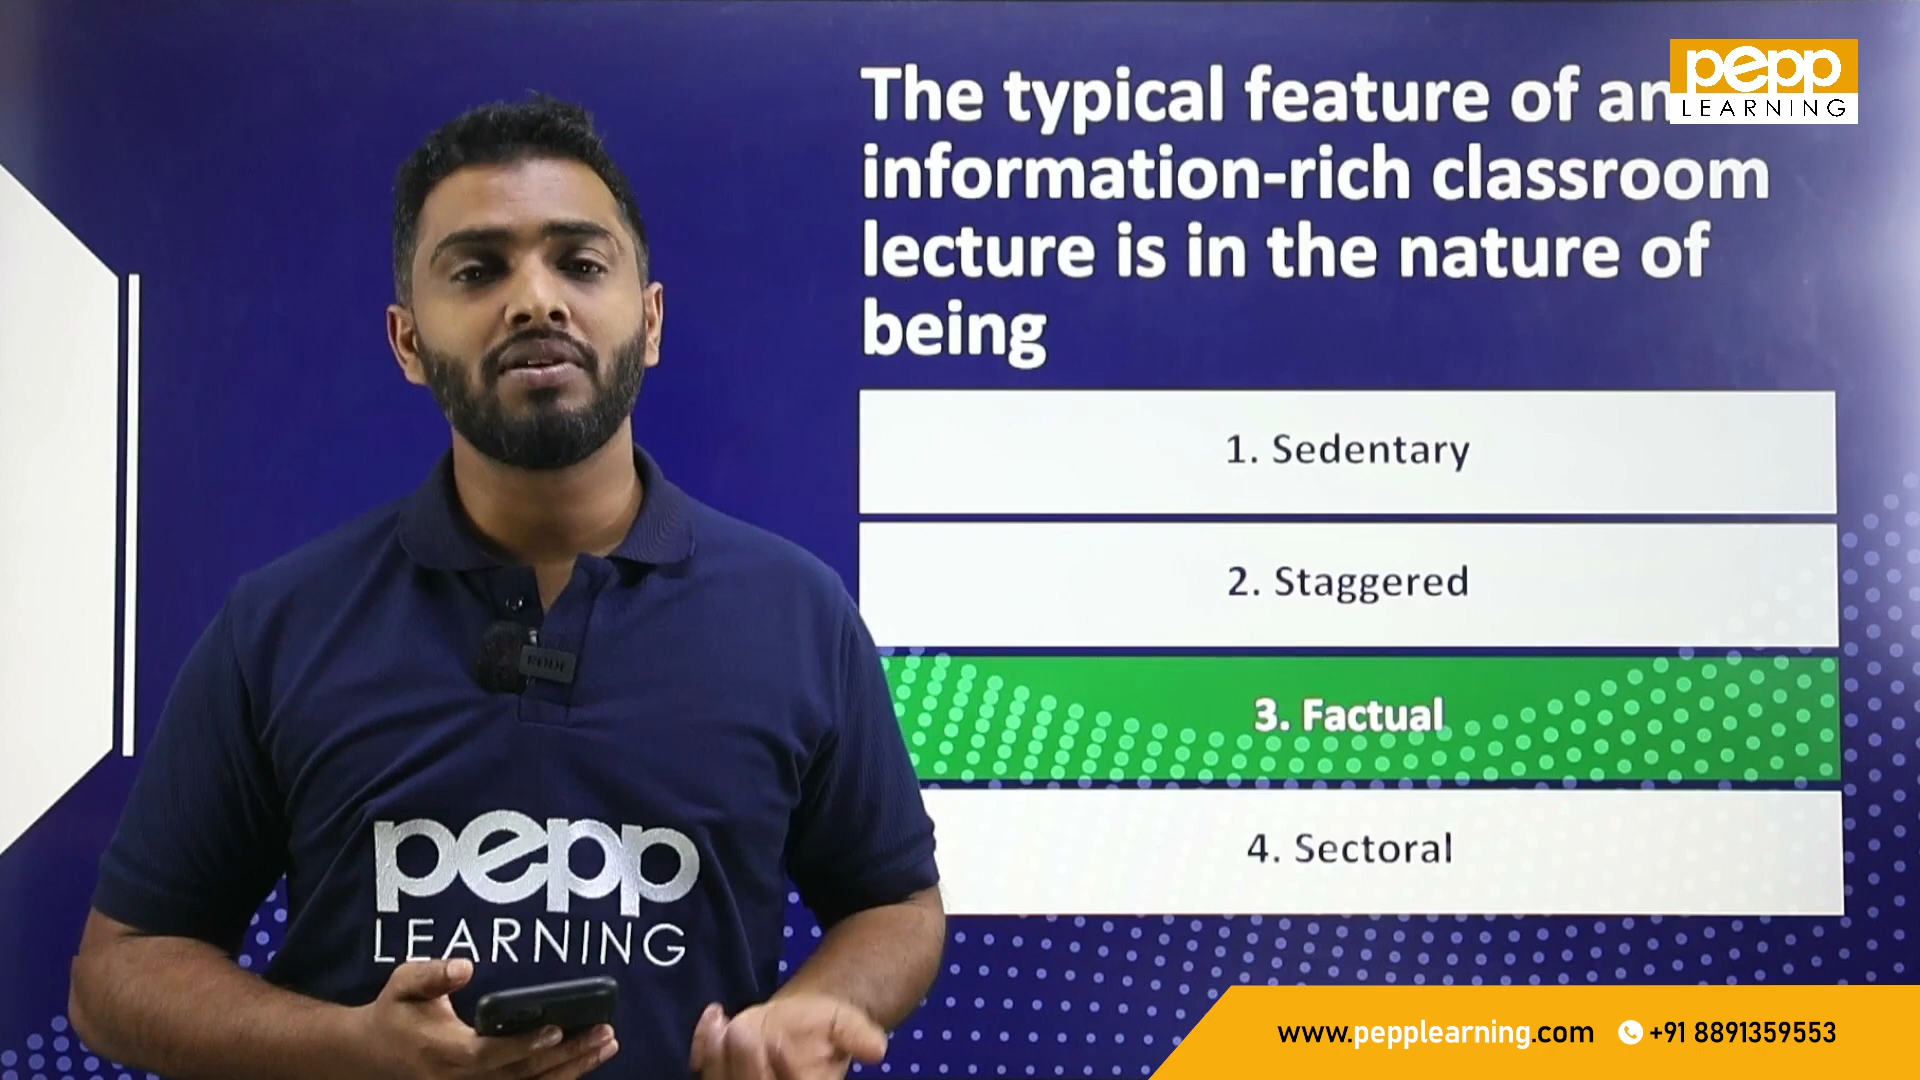 The typical feature of an
information-rich classroom
lecture is in the nature of
being
pepp
LEARNING
1. Sedentary
2. Staggered
3. Factual
4. Sectoral
RODE
pepp
LEARNING
www.pepplearning.com +91 8891359553